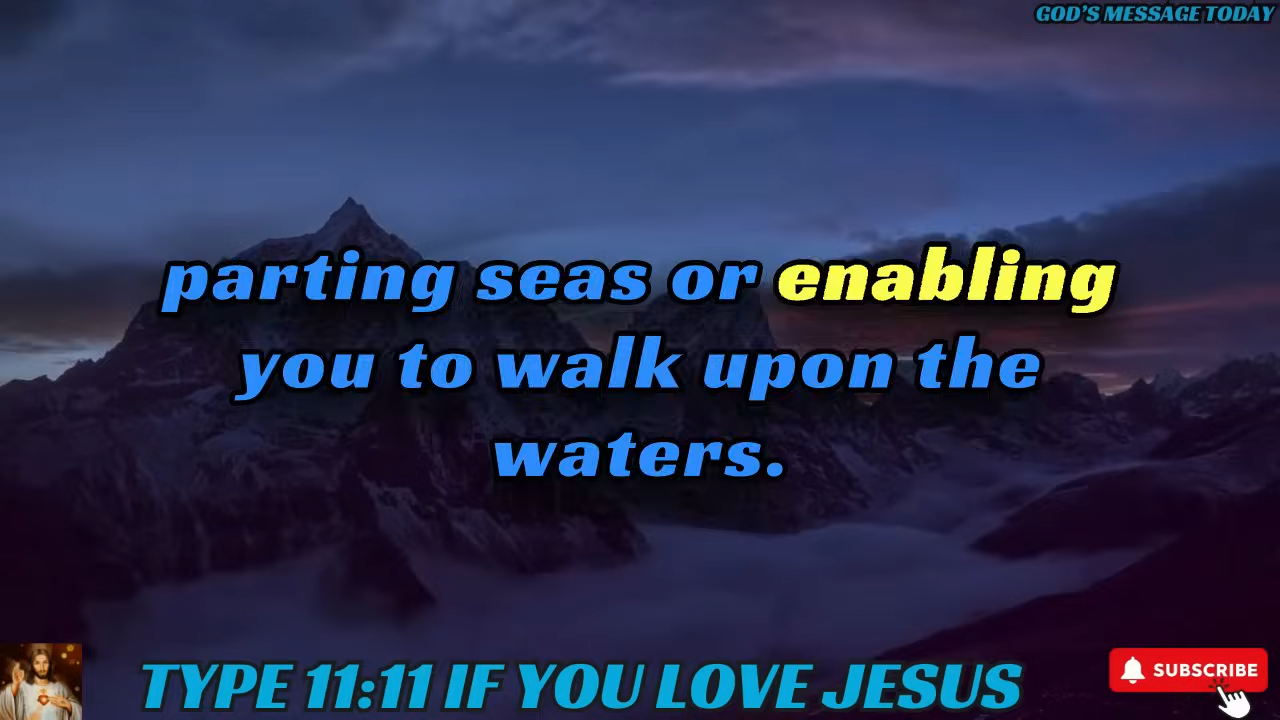 GOD'S MESSAGE TODAY
parting seas or enabling
you to walk upon the
waters.
TYPE 11:11 IF YOU LOVE JESUS
SUBSCRIBE